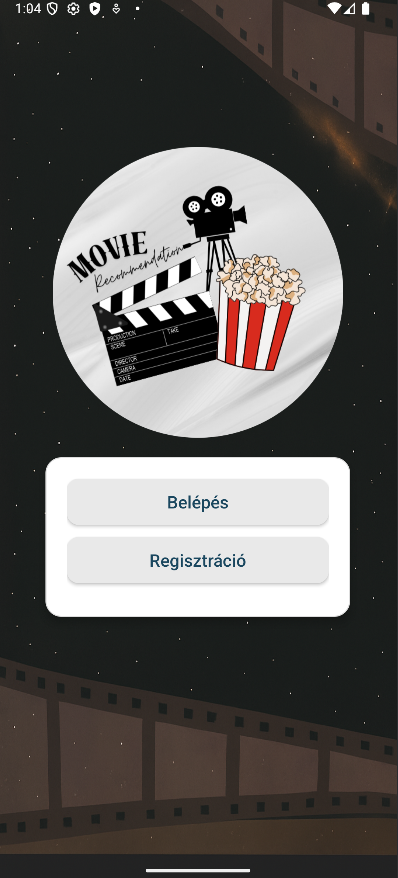 1:04
MOVIE
Recommendation
PRODUCTION
TAKE
SCENE
DIRECTOR
CAMERA
DATE
Belépés
Regisztráció